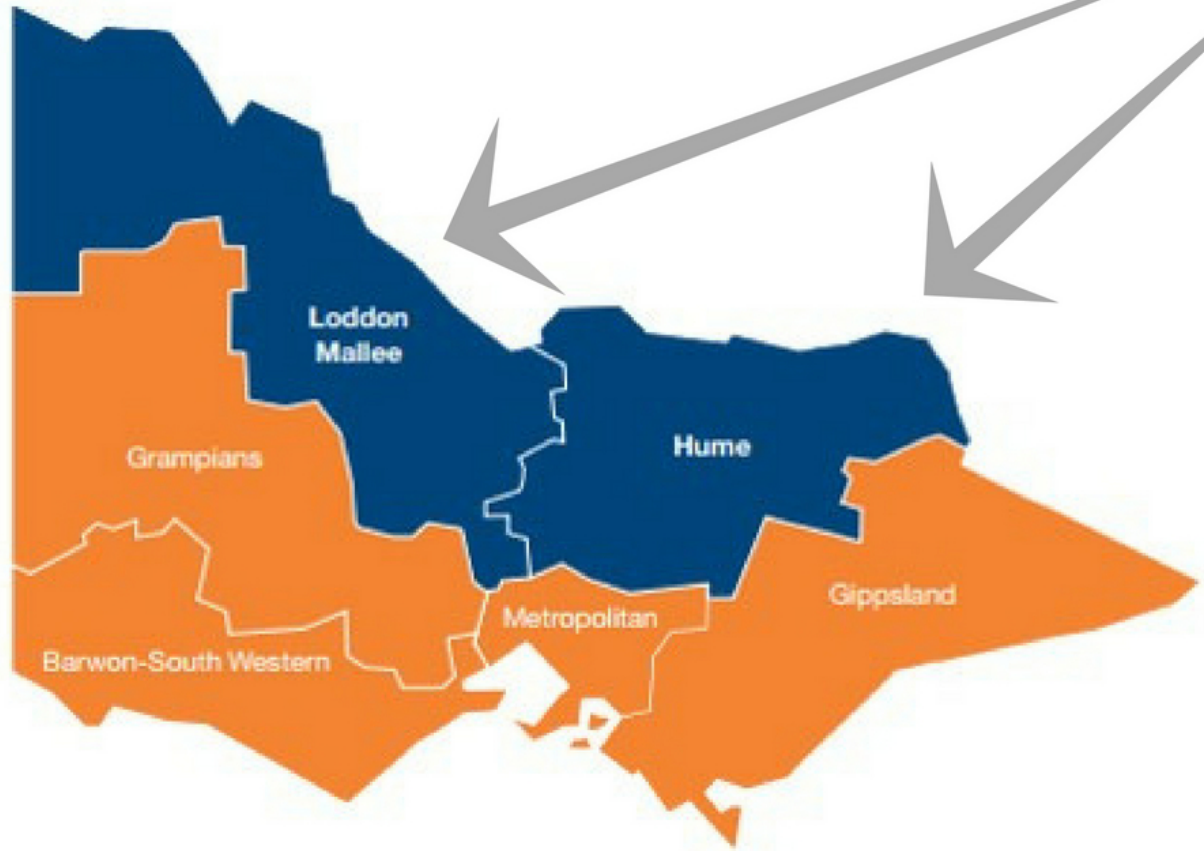 Loddon
Mallee
Hume
Grampians
Gippsland
Metropolitan
Barwon-South Western